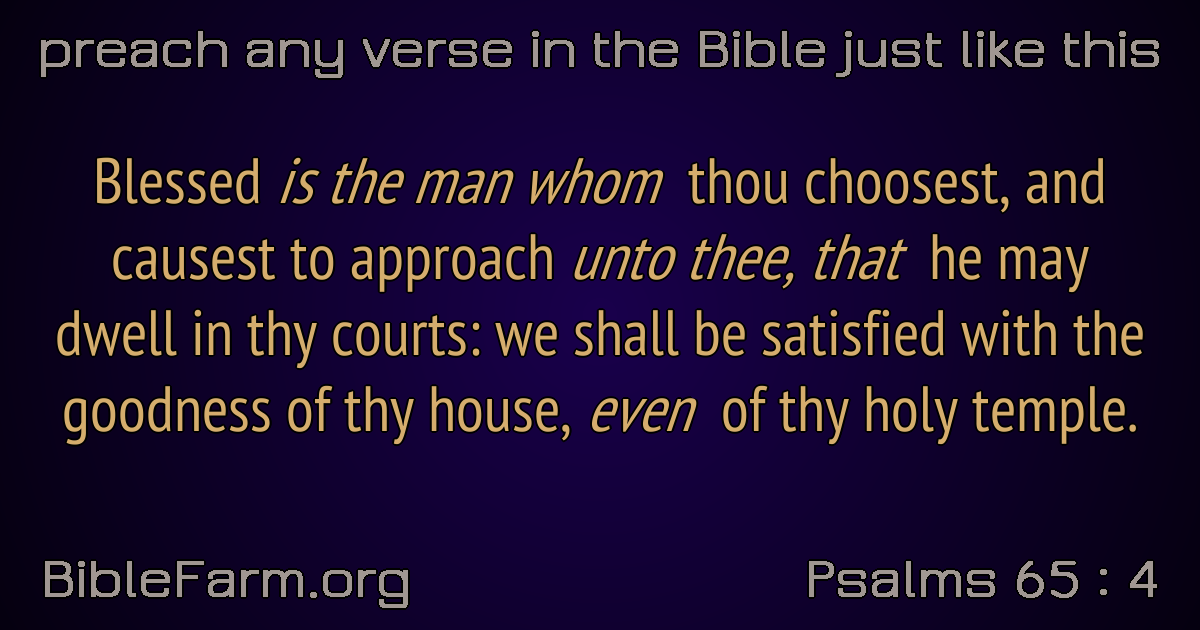 preach any verse in the Bible just like this
Blessed is the man whom thou choosest, and
causest to approach unto thee, that he may
dwell in thy courts: we shall be satisfied with the
goodness of thy house, even of thy holy temple.
BibleFarm.org
Psalms 65 : 4